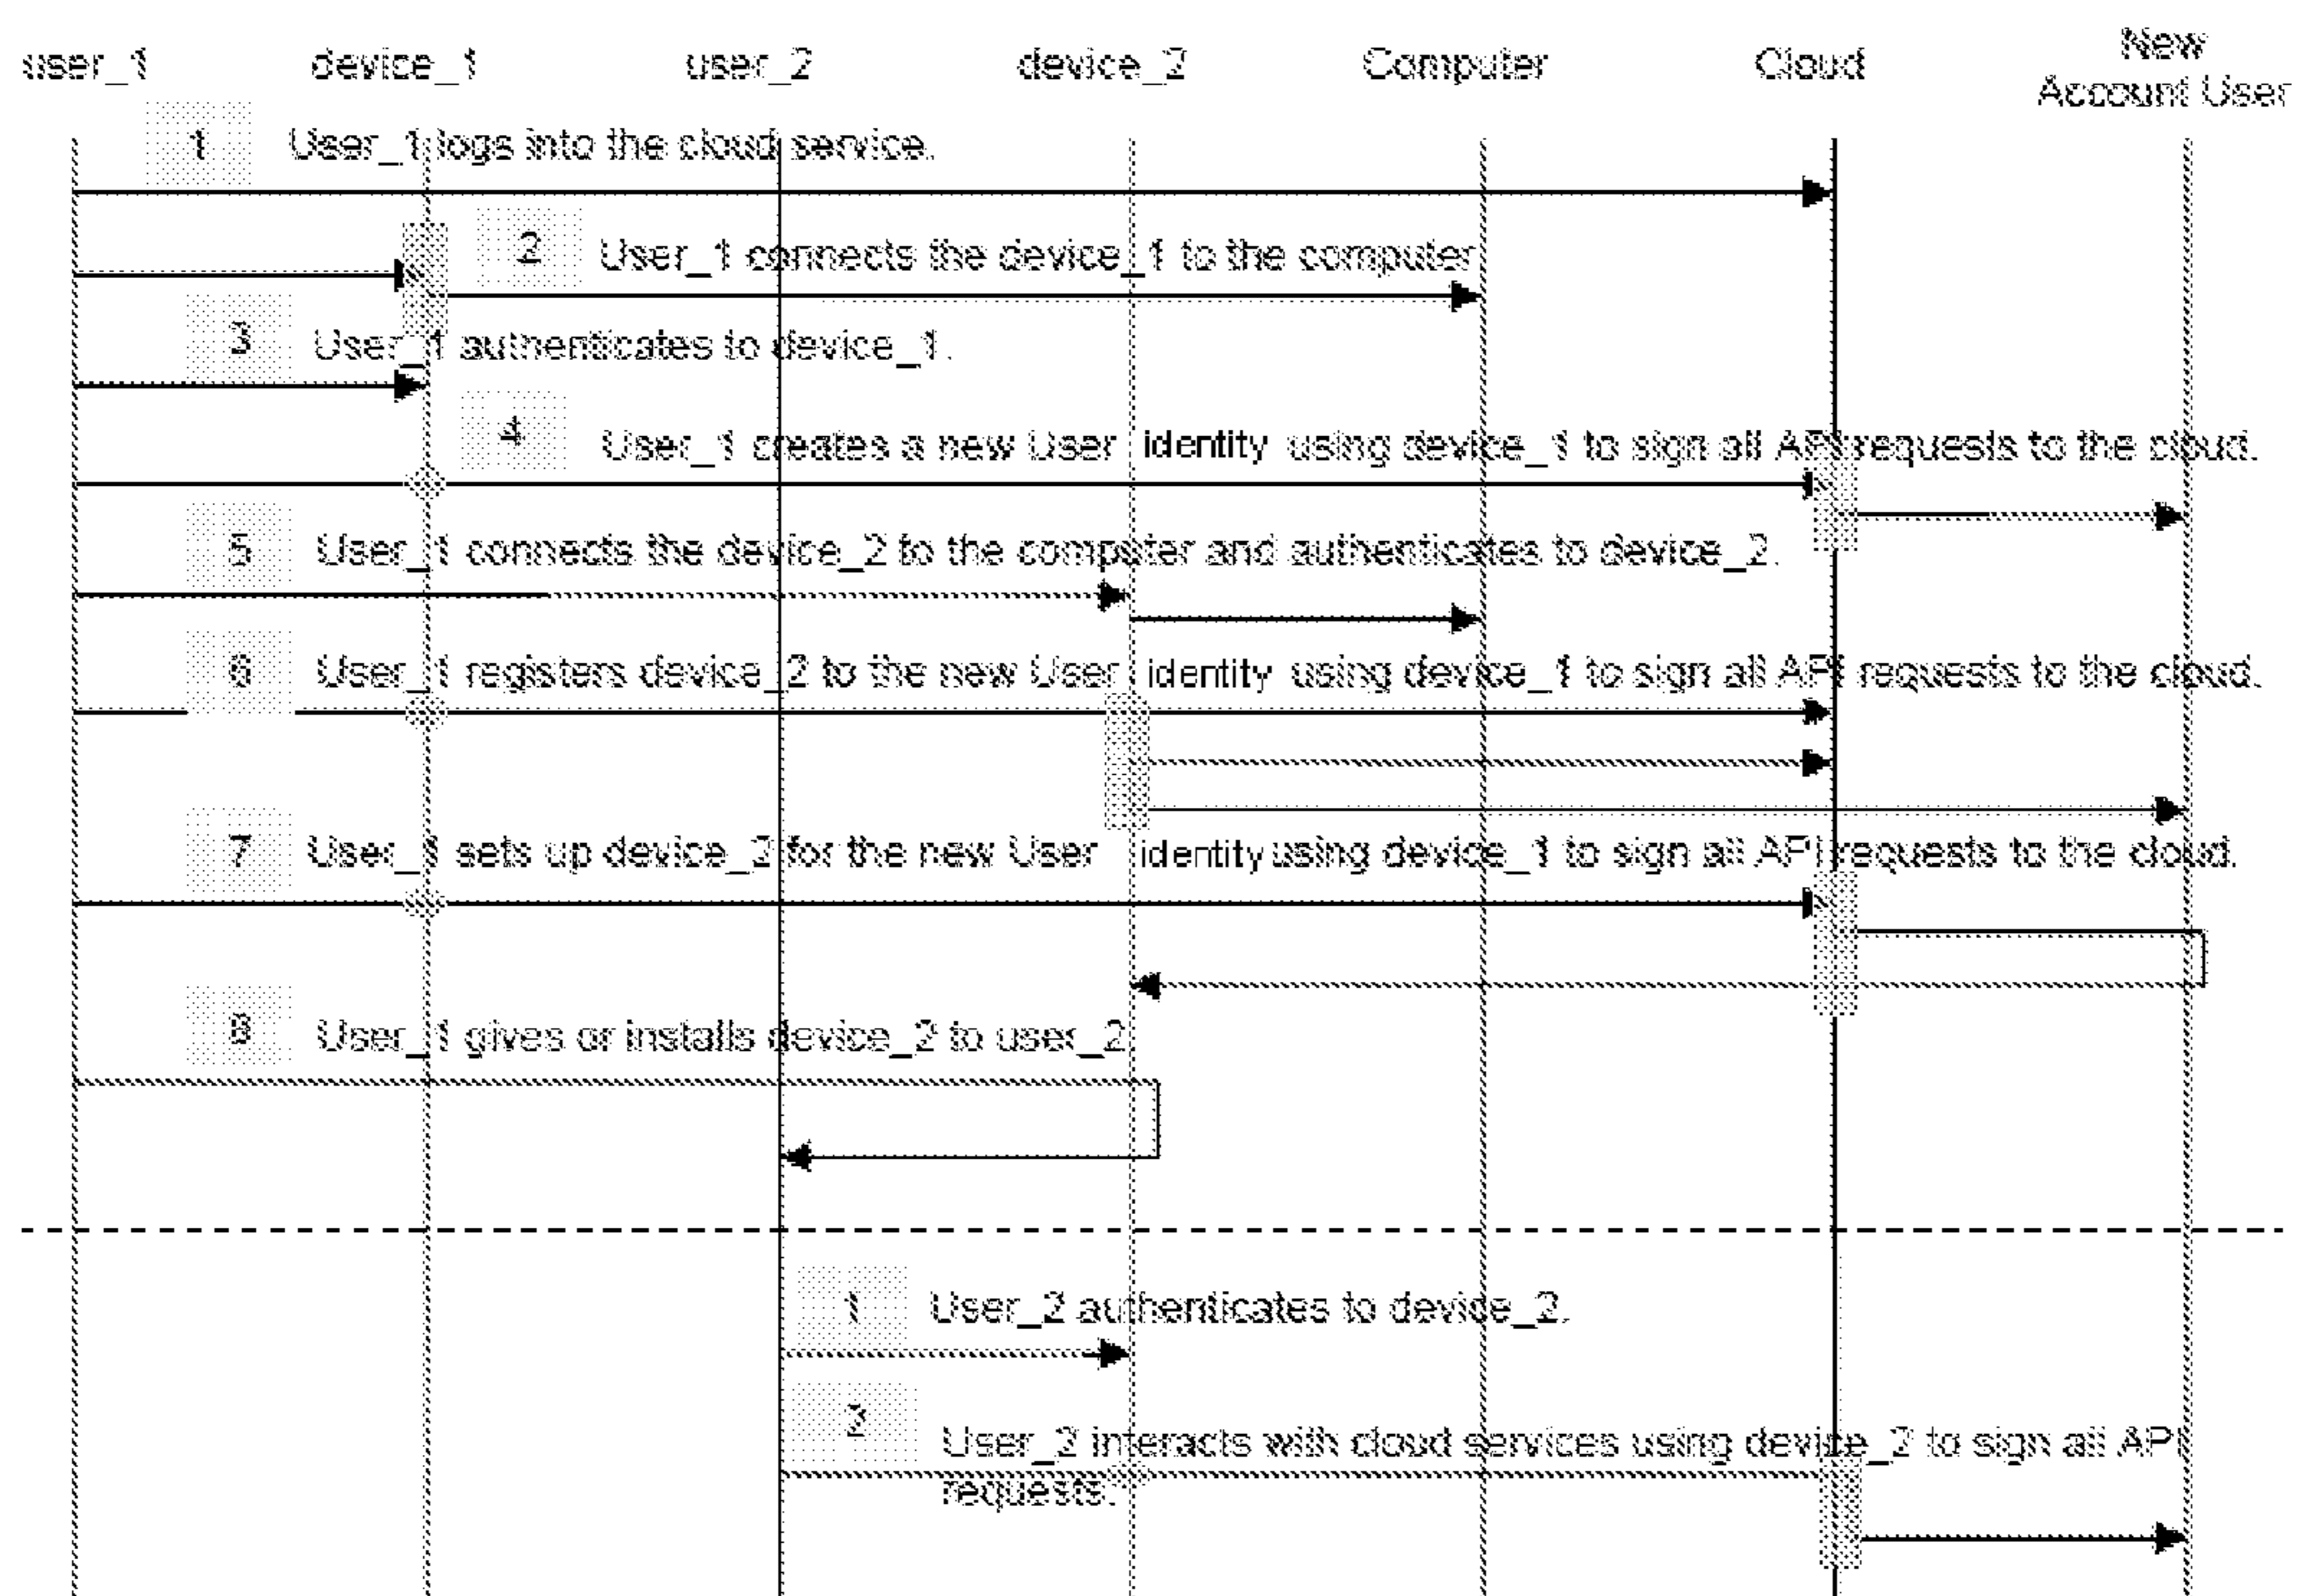 user_1 device_1 user_2 device_2 Computer Cloud New
Account User
1 User_1 logs into the cloud service.
2 User_1 connects the device_1 to the computer
3 User_1 authenticates to device_1.
4 User_1 creates a new User identity using device_1 to sign all API requests to the cloud.
5 User_1 connects the device_2 to the computer and authenticates to device_2.
6 User_1 registers device_2 to the new User identity using device_1 to sign all API requests to the cloud.
7 User_1 sets up device_2 for the new User identity using device_1 to sign all API requests to the cloud.
8 User_1 gives or installs device_2 to user_2
1 User_2 authenticates to device_2.
2 User_2 interacts with cloud services using device_2 to sign all API
requests.